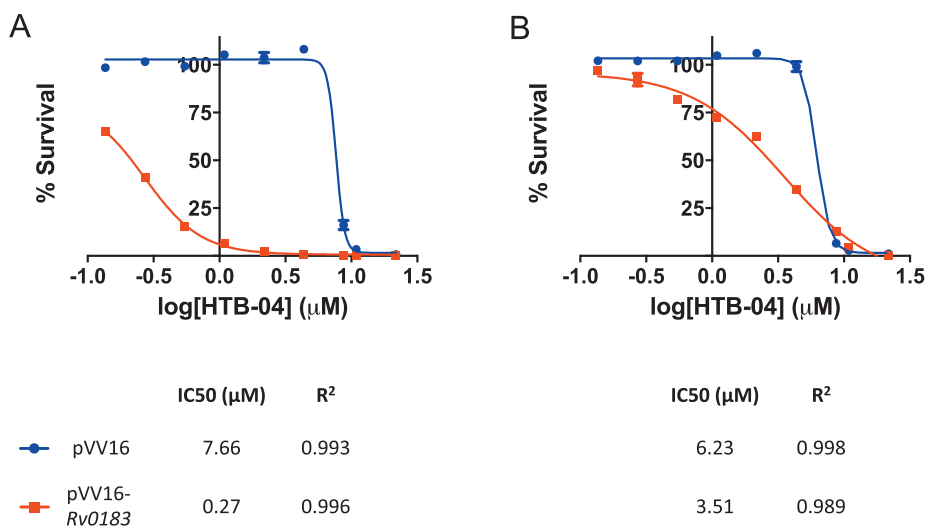 A
B
% Survival
100
75
50
25
-1.0 -0.5 0.0 0.5 1.0 1.5
log[HTB-04] (μM)
% Survival
100
75
50
25
-1.0 -0.5 0.0 0.5 1.0 1.5
log[HTB-04] (μM)
IC50 (μM) R² IC50 (μM) R²
pVV16 7.66 0.993 6.23 0.998
pVV16-
Rv0183 0.27 0.996 3.51 0.989